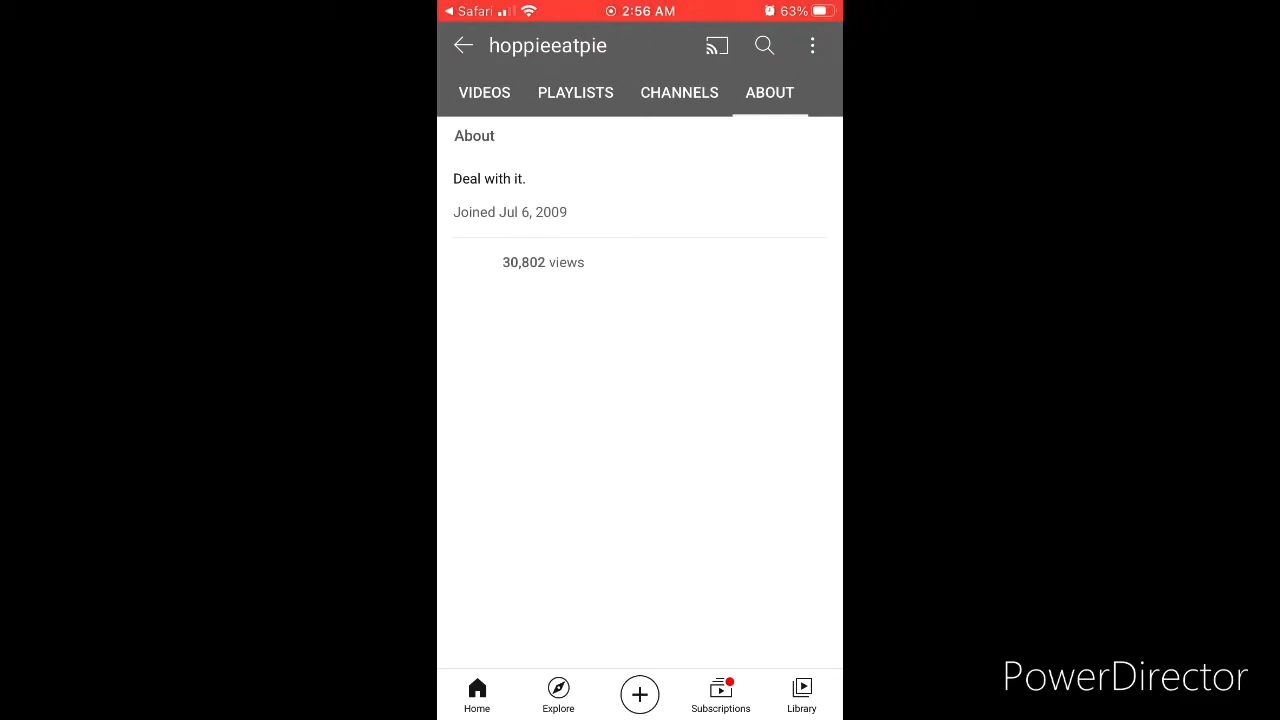 Safari 2:56 AM 63%
hoppieeatpie
VIDEOS PLAYLISTS CHANNELS ABOUT
About
Deal with it.
Joined Jul 6, 2009
30,802 views
Home Explore Subscriptions Library
PowerDirector